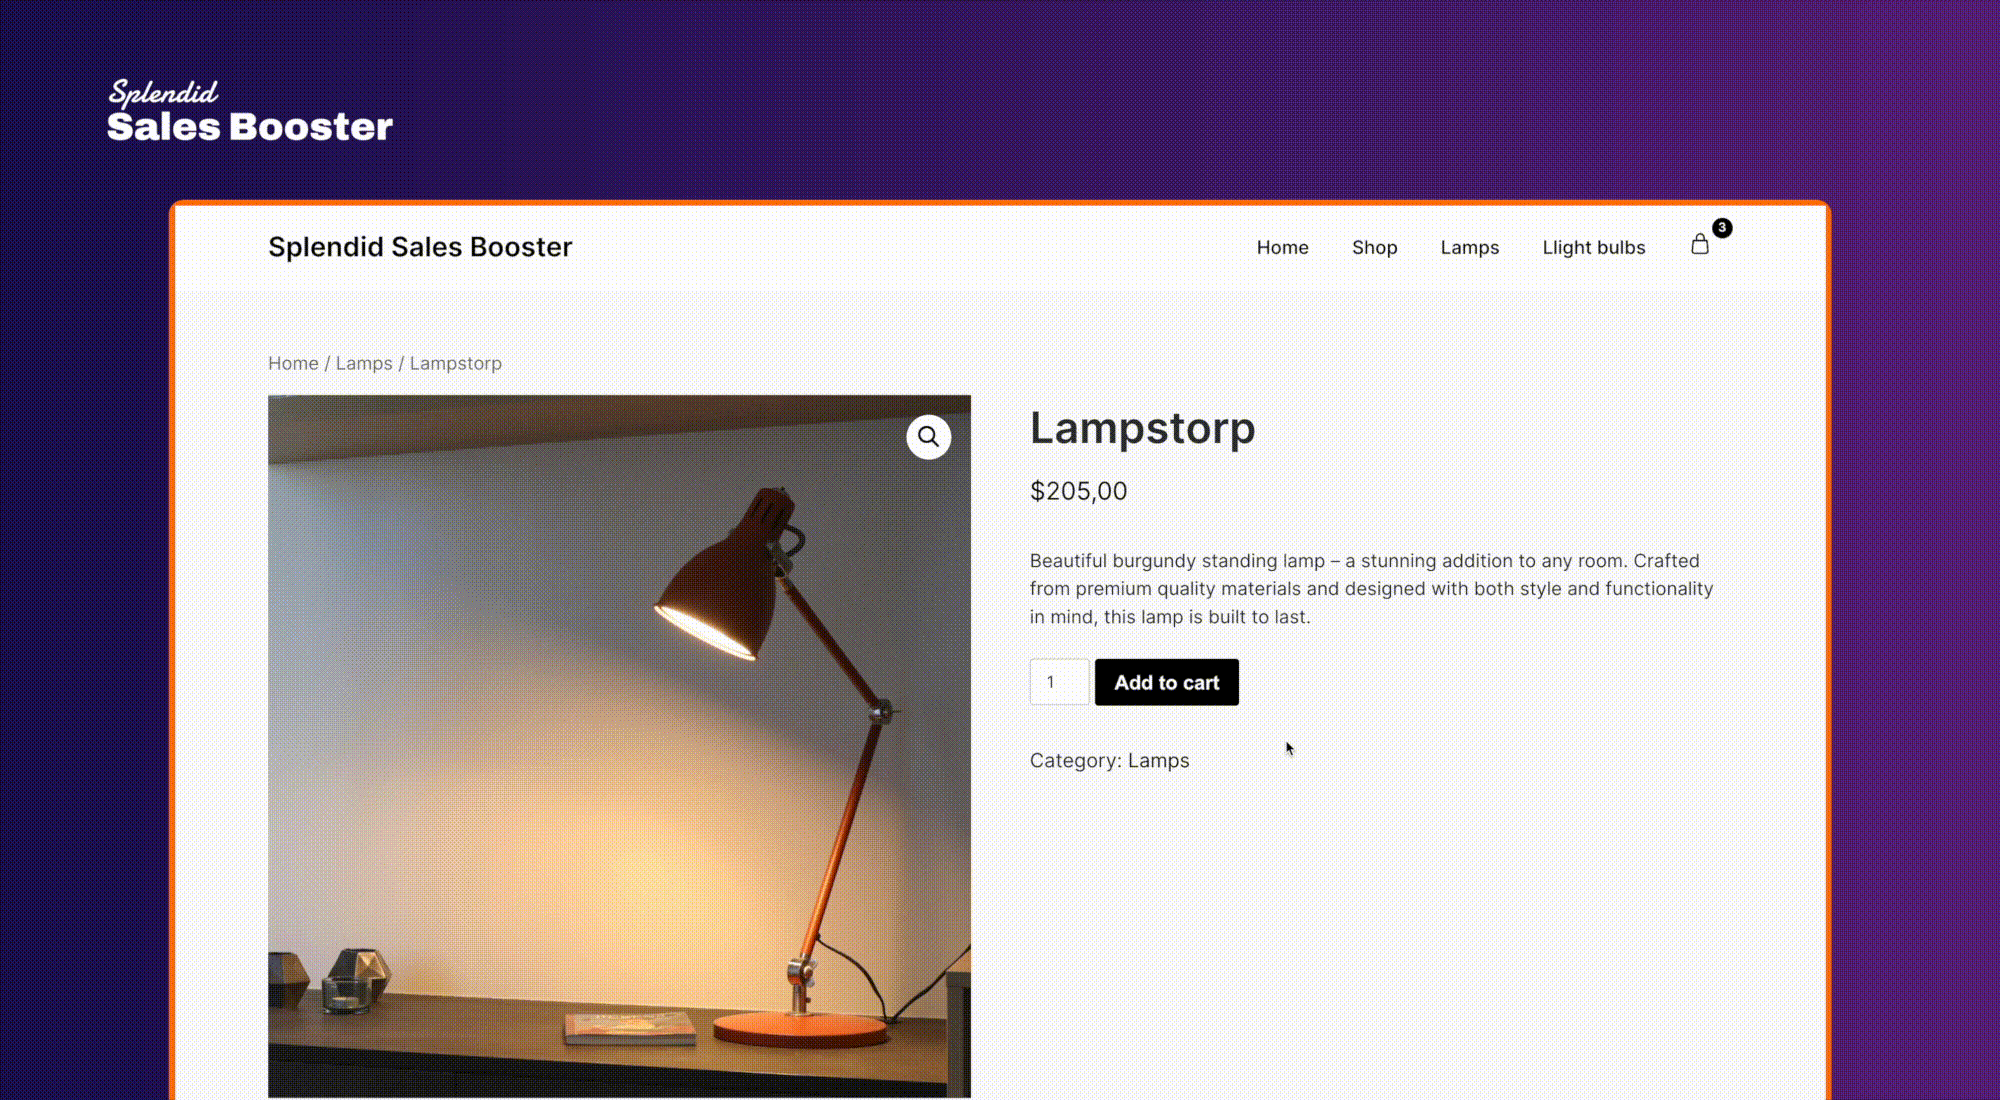 Splendid
Sales Booster
Splendid Sales Booster
Home
Shop
Lamps
Llight bulbs
3
Home / Lamps / Lampstorp
Lampstorp
$205,00
Beautiful burgundy standing lamp – a stunning addition to any room. Crafted
from premium quality materials and designed with both style and functionality
in mind, this lamp is built to last.
1
Add to cart
Category: Lamps